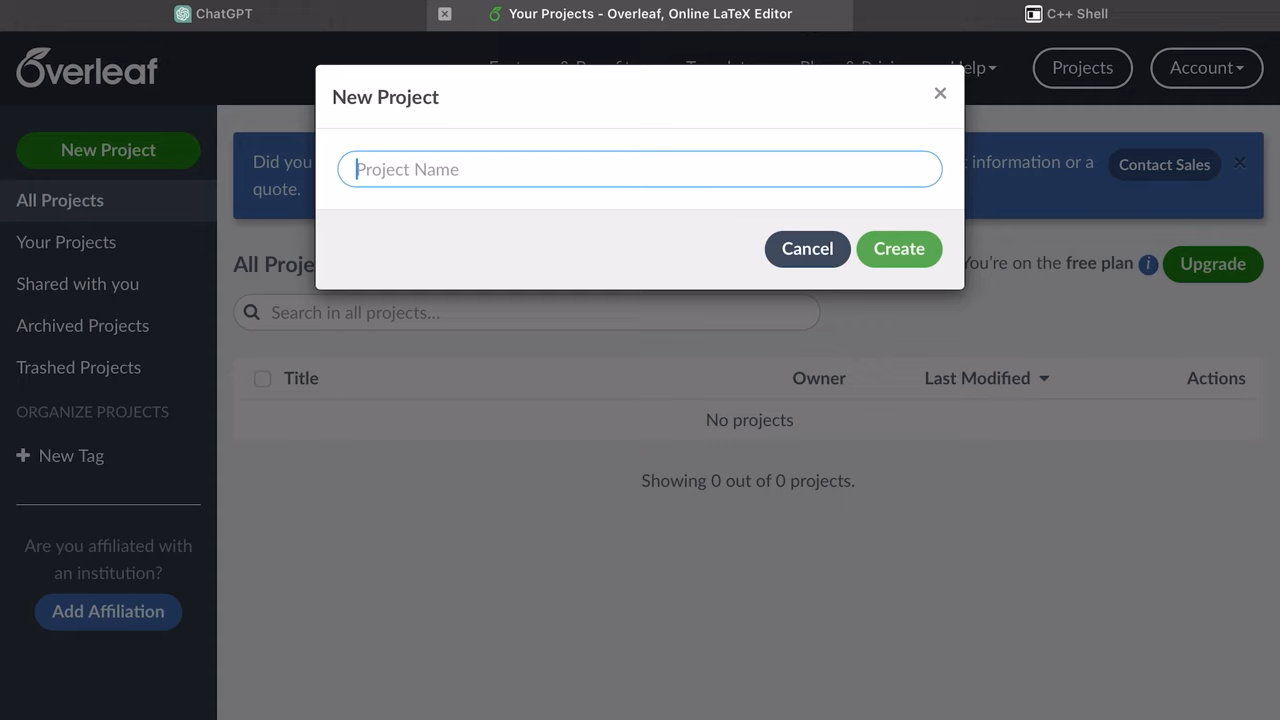 ChatGPT
Your Projects - Overleaf, Online LaTeX Editor
C++ Shell
Overleaf
Projects
Account
New Project
×
Project Name
Cancel
Create
New Project
All Projects
Your Projects
Shared with you
Archived Projects
Trashed Projects
ORGANIZE PROJECTS
+ New Tag
Are you affiliated with
an institution?
Add Affiliation
Did you
information or a
quote.
Contact Sales
×
You're on the free plan i
Upgrade
Search in all projects...
Title Owner Last Modified Actions
No projects
Showing 0 out of 0 projects.